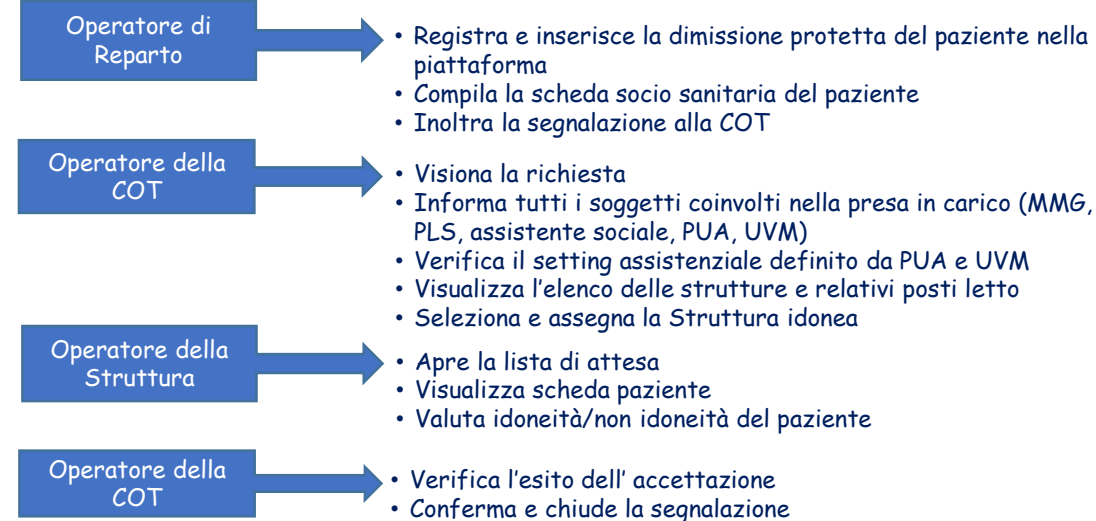 Operatore di
Reparto
• Registra e inserisce la dimissione protetta del paziente nella
piattaforma
• Compila la scheda socio sanitaria del paziente
• Inoltra la segnalazione alla COT
Operatore della
COT
• Visiona la richiesta
• Informa tutti i soggetti coinvolti nella presa in carico (MMG,
PLS, assistente sociale, PUA, UVM)
• Verifica il setting assistenziale definito da PUA e UVM
• Visualizza l'elenco delle strutture e relativi posti letto
• Seleziona e assegna la Struttura idonea
Operatore della
Struttura
• Apre la lista di attesa
• Visualizza scheda paziente
• Valuta idoneità/non idoneità del paziente
Operatore della
COT
• Verifica l'esito dell' accettazione
• Conferma e chiude la segnalazione